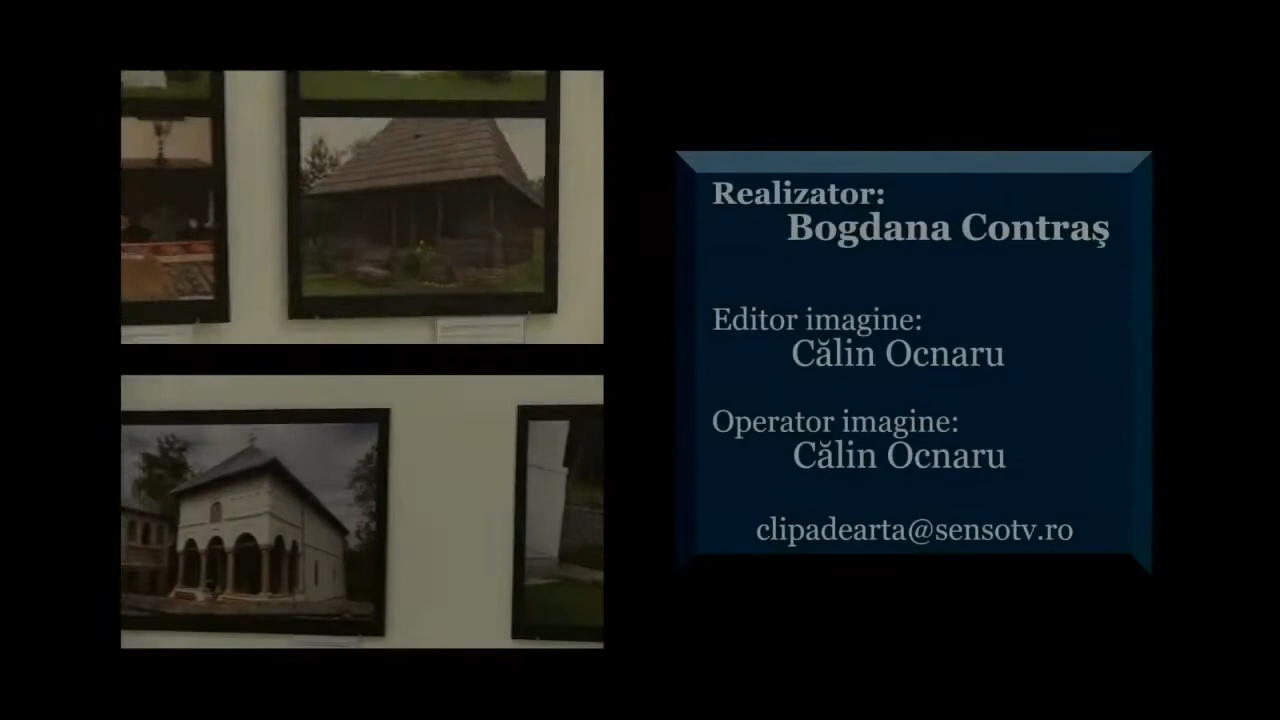 Realizator:
Bogdana Contraş
Editor imagine:
Călin Ocnaru
Operator imagine:
Călin Ocnaru
clipadearta@sensotv.ro